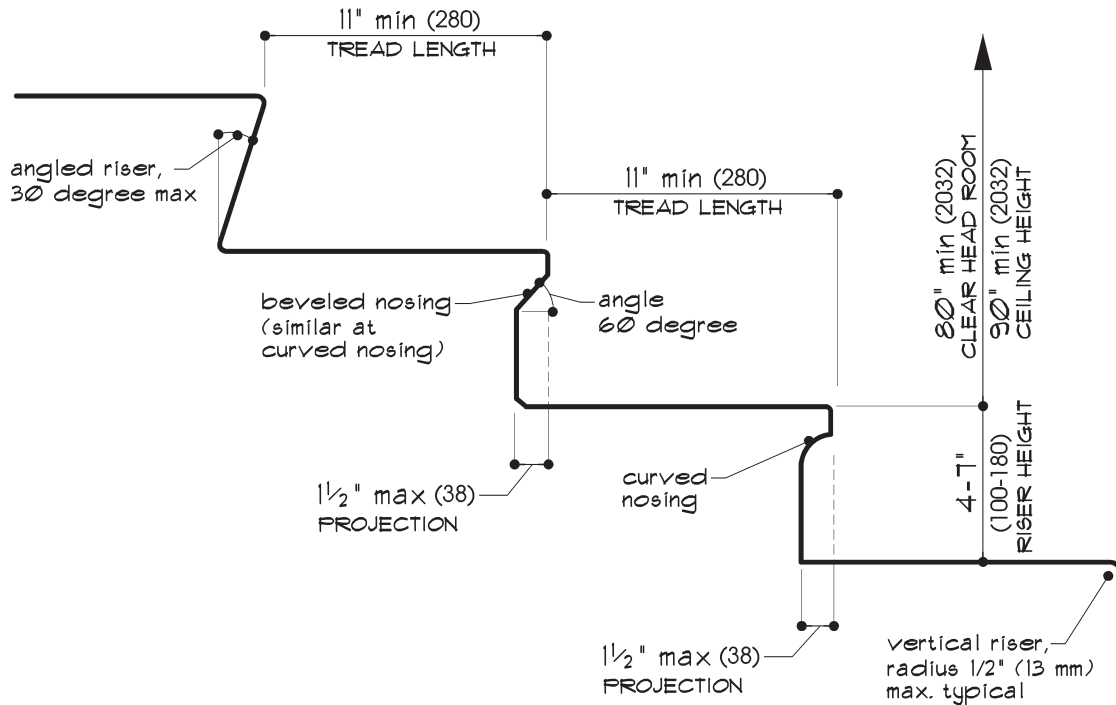 11" min (280)
TREAD LENGTH
angled riser,
30 degree max
11" min (280)
TREAD LENGTH
80" min (2032)
CLEAR HEAD ROOM
90" min (2032)
CEILING HEIGHT
beveled nosing
(similar at
curved nosing)
angle
60 degree
1½" max (38)
PROJECTION
curved
nosing
4-7"
(100-180)
RISER HEIGHT
1½" max (38)
PROJECTION
vertical riser,
radius 1/2" (13 mm)
max. typical